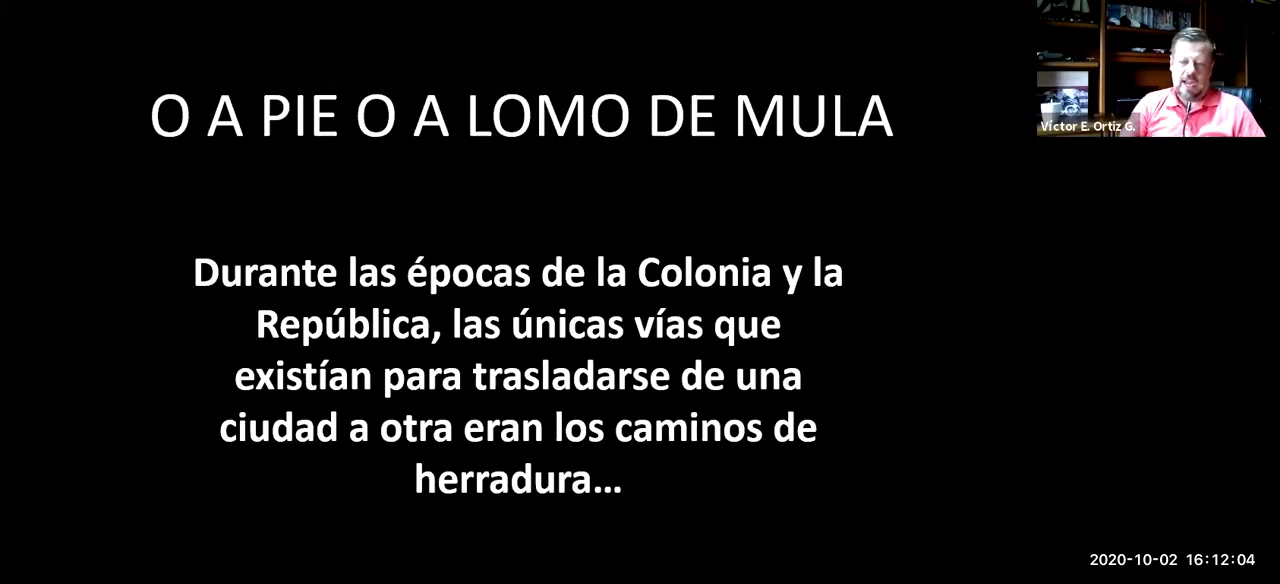 O A PIE O A LOMO DE MULA
Víctor E. Ortiz G.
Durante las épocas de la Colonia y la
República, las únicas vías que
existían para trasladarse de una
ciudad a otra eran los caminos de
herradura...
2020-10-02 16:12:04